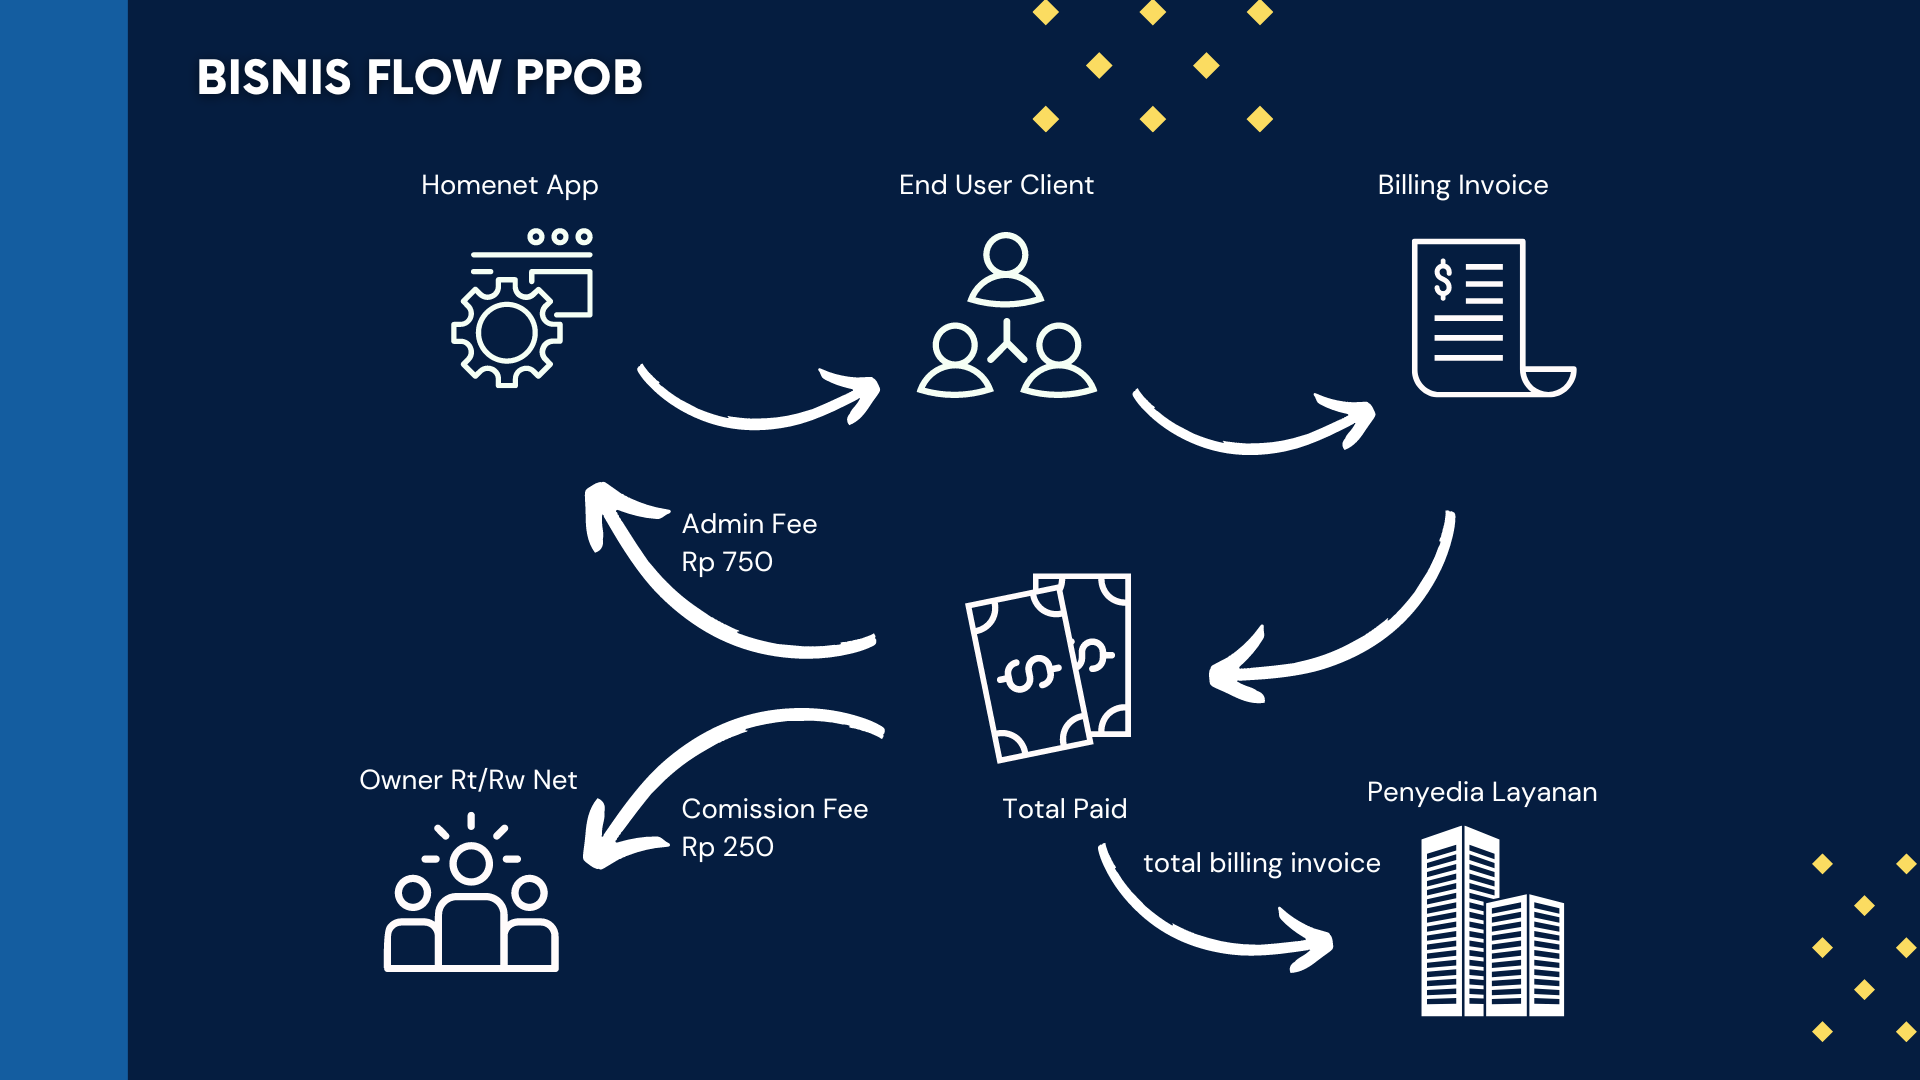 BISNIS FLOW PPOB
Homenet App
End User Client
Billing Invoice
$
Admin Fee
Rp 750
$
$
Owner Rt/Rw Net
Comission Fee
Rp 250
Total Paid
Penyedia Layanan
total billing invoice